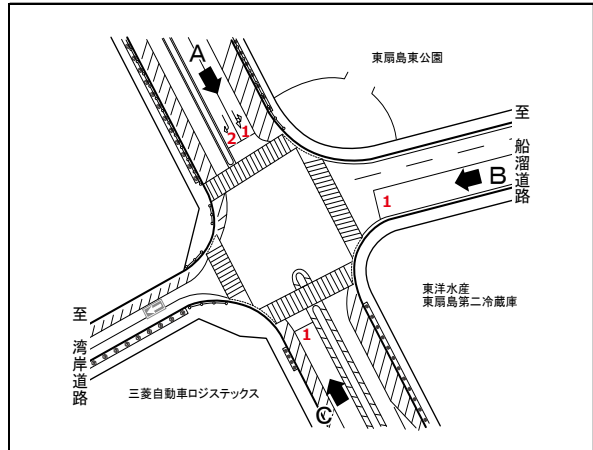 A
東扇島東公園
2 1
至 船溜道路
B
1
東洋水産
東扇島第二冷蔵庫
至 湾岸道路
1
三菱自動車ロジステックス
C